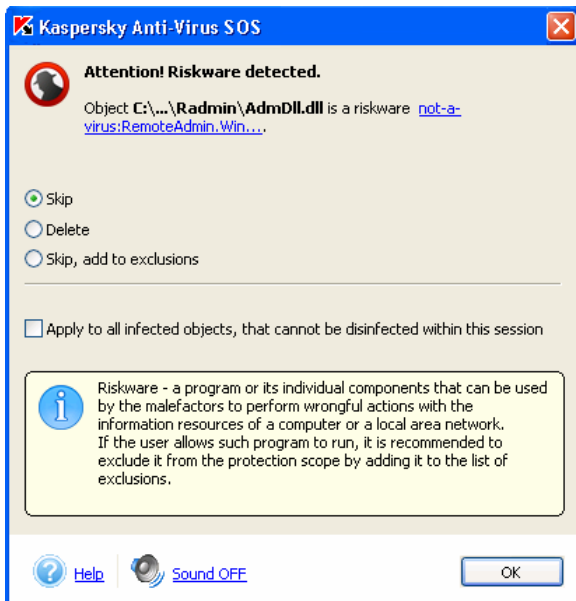 Kaspersky Anti-Virus SOS
Attention! Riskware detected.
Object C:\...\Radmin\AdmDll.dll is a riskware not-a-
virus:RemoteAdmin.Win....
Skip
Delete
Skip, add to exclusions
Apply to all infected objects, that cannot be disinfected within this session
Riskware - a program or its individual components that can be used
by the malefactors to perform wrongful actions with the
information resources of a computer or a local area network.
If the user allows such program to run, it is recommended to
exclude it from the protection scope by adding it to the list of
exclusions.
Help Sound OFF OK